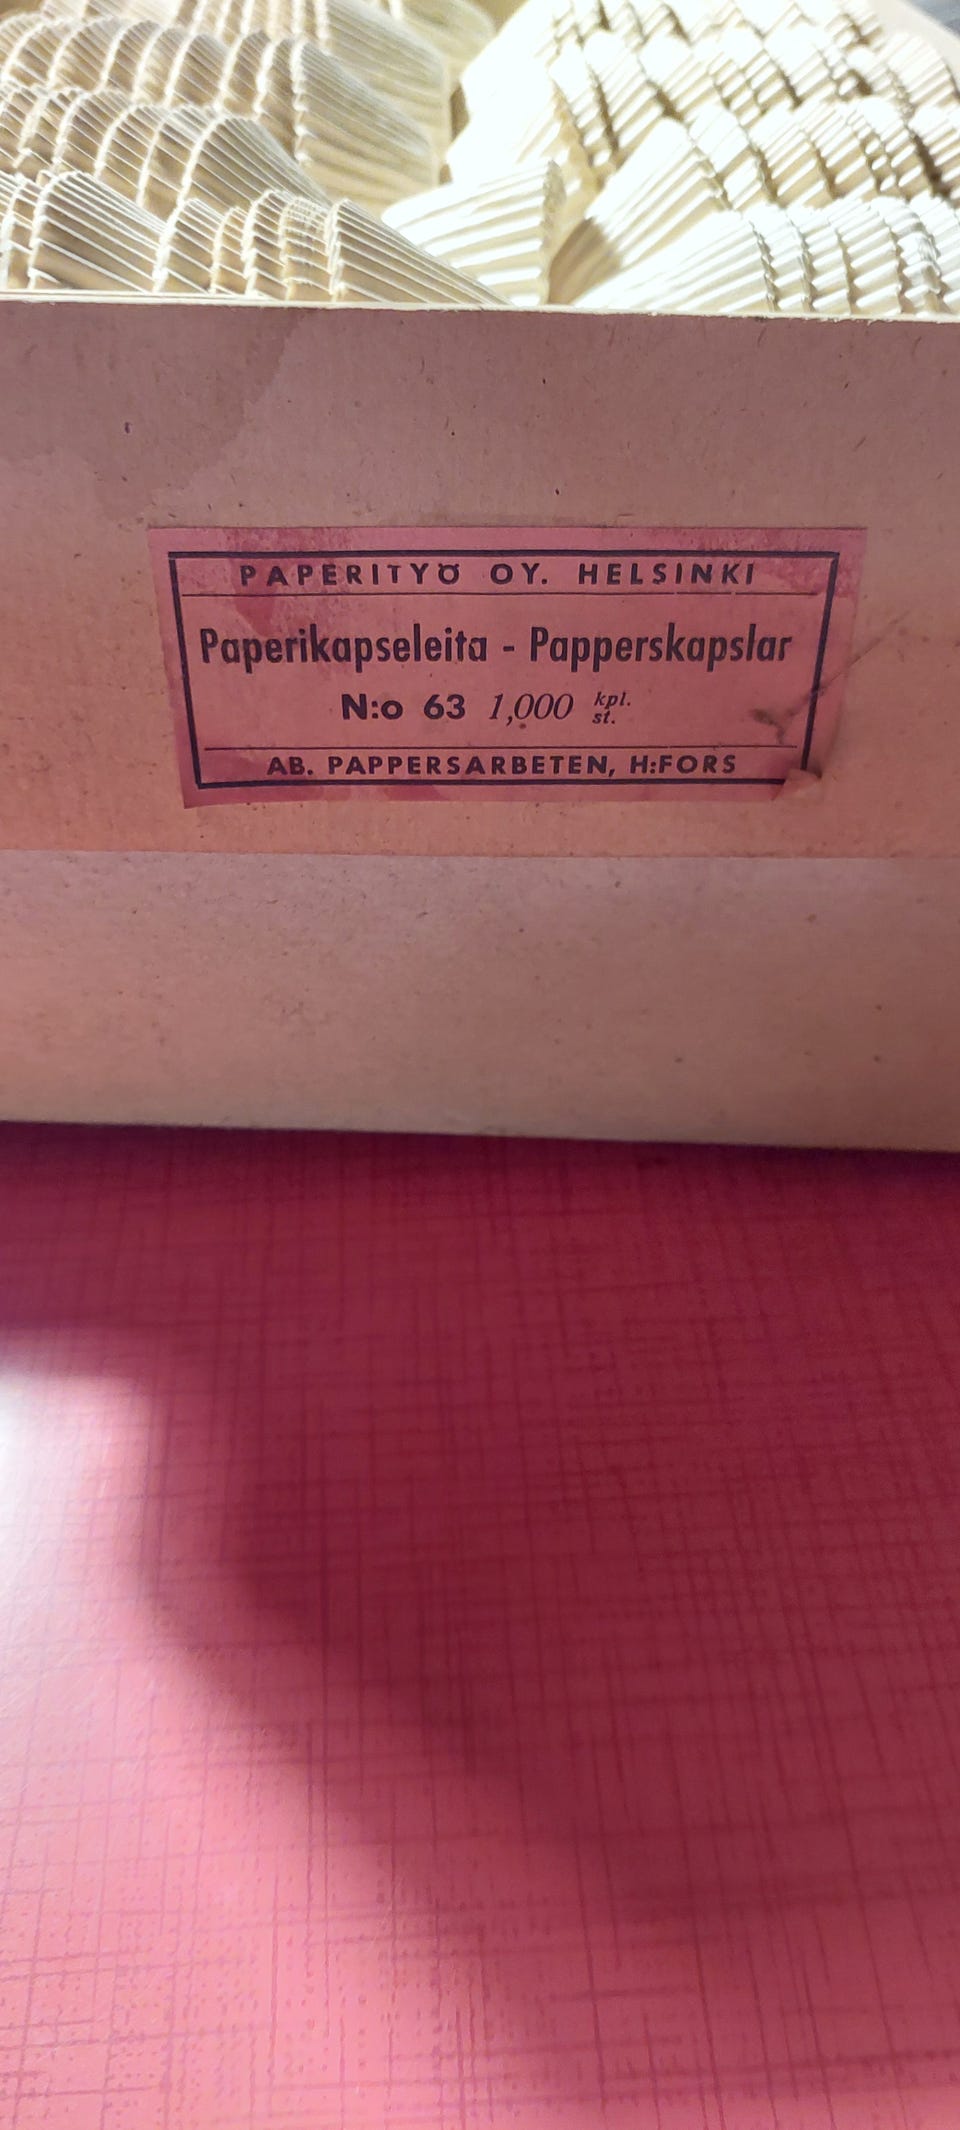 PAPERITYÖ OY. HELSINKI
Paperikapseleita - Papperskapslar
N:o 63 1,000 kpl.
st.
AB. PAPPERSARBETEN, H:FORS